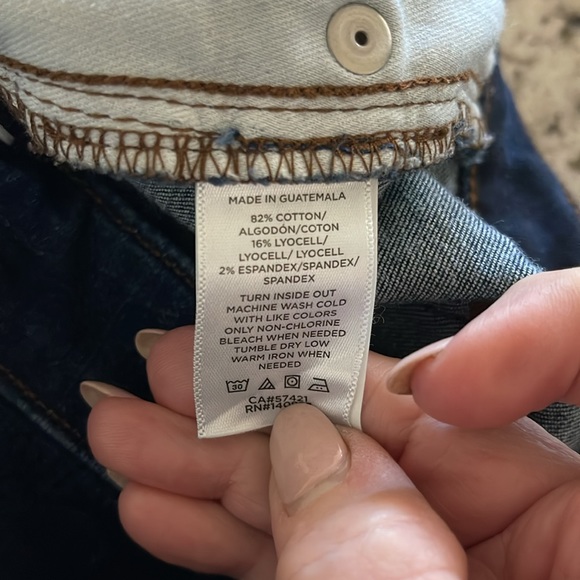 MADE IN GUATEMALA
82% COTTON/
ALGODÓN/COTON
16% LYOCELL/
LYOCELL/ LYOCELL
2% ESPANDEX/SPANDEX/
SPANDEX
TURN INSIDE OUT
MACHINE WASH COLD
WITH LIKE COLORS
ONLY NON-CHLORINE
BLEACH WHEN NEEDED
TUMBLE DRY LOW
WARM IRON WHEN
NEEDED
30
CA#57421